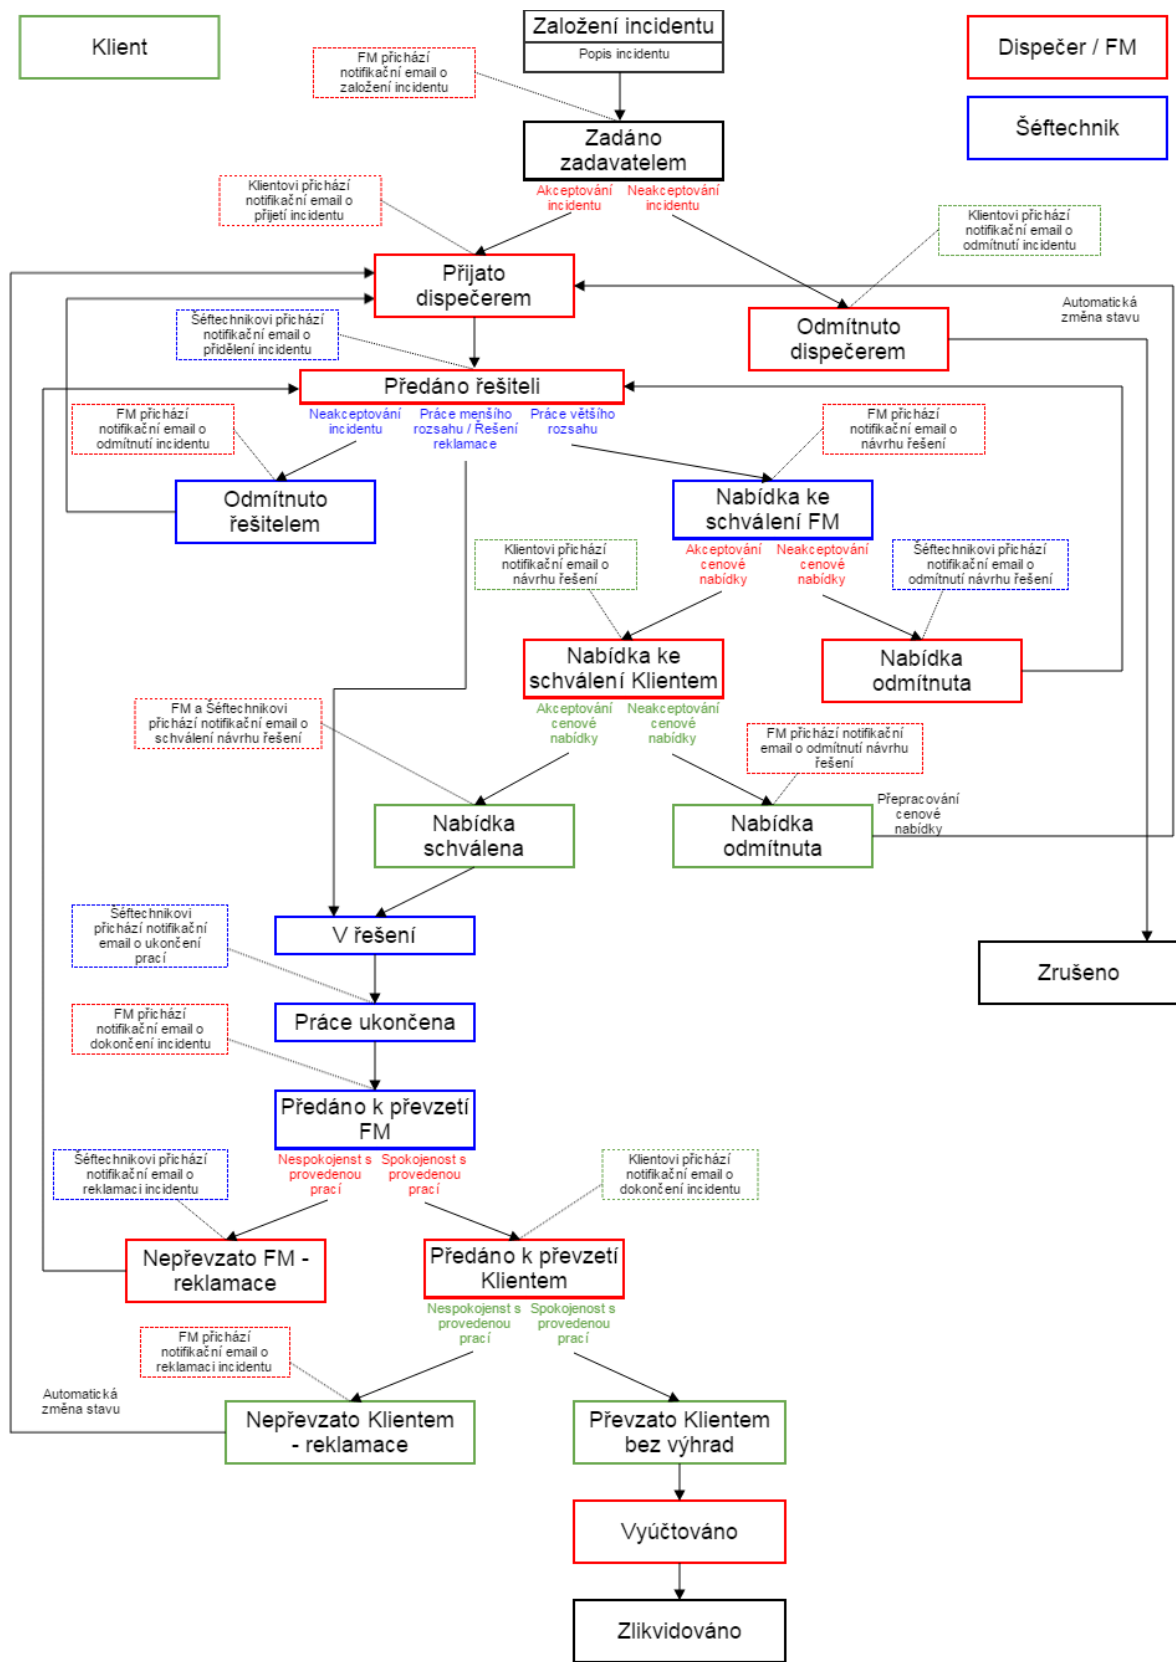 Klient
Založení incidentu
Popis incidentu
Dispečer / FM
Šéftechnik
FM přichází
notifikační email o
založení incidentu
Zadáno
zadavatelem
Akceptování
incidentu
Neakceptování
incidentu
Klientovi přichází
notifikační email o
přijetí incidentu
Klientovi přichází
notifikační email o
odmítnutí incidentu
Přijato
dispečerem
Automatická
změna stavu
Odmítnuto
dispečerem
Šéftechnikovi přichází
notifikační email o
přidělení incidentu
Předáno řešiteli
Neakceptování
incidentu
Práce menšího
rozsahu / Řešení
reklamace
Práce většího
rozsahu
FM přichází
notifikační email o
odmítnutí incidentu
FM přichází
notifikační email o
návrhu řešení
Odmítnuto
řešitelem
Nabídka ke
schválení FM
Akceptování
cenové
nabídky
Neakceptování
cenové
nabídky
Klientovi přichází
notifikační email o
návrhu řešení
Šéftechnikovi přichází
notifikační email o
odmítnutí návrhu řešení
Nabídka ke
schválení Klientem
Nabídka
odmítnuta
Akceptování
cenové
nabídky
Neakceptování
cenové
nabídky
FM a Šéftechnikovi
přichází notifikační email o
schválení návrhu řešení
FM přichází notifikační
email o odmítnutí návrhu
řešení
Nabídka
schválena
Nabídka
odmítnuta
Přepracování
cenové
nabídky
Šéftechnikovi
přichází notifikační
email o ukončení
prací
V řešení
Zrušeno
Práce ukončena
FM přichází
notifikační email o
dokončení incidentu
Předáno k převzetí
FM
Nespokojenst s
provedenou
prací
Spokojenost s
provedenou
prací
Šéftechnikovi přichází
notifikační email o
reklamaci incidentu
Klientovi přichází
notifikační email o
dokončení incidentu
Nepřevzato FM -
reklamace
Předáno k převzetí
Klientem
Nespokojenst s
provedenou
prací
Spokojenost s
provedenou
prací
FM přichází
notifikační email o
reklamaci incidentu
Automatická
změna stavu
Nepřevzato Klientem
- reklamace
Převzato Klientem
bez výhrad
Vyúčtováno
Zlikvidováno